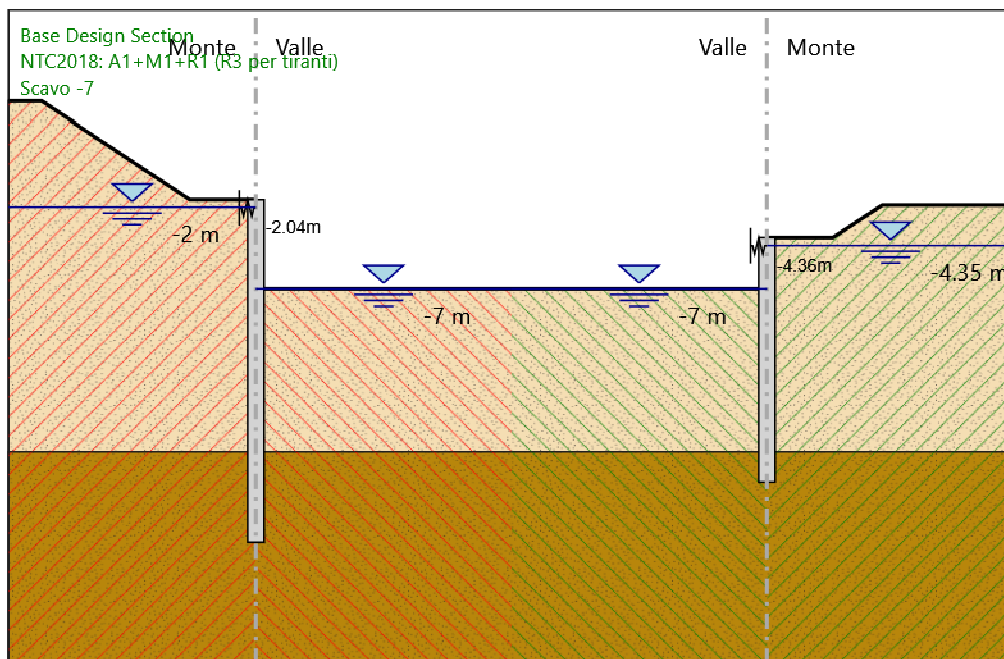 Base Design Section
Monte Valle Valle Monte
NTC2018: A1+M1+R1 (R3 per tiranti)
Scavo -7
-2 m
-2.04m
-4.36m
-4.35 m
-7 m
-7 m